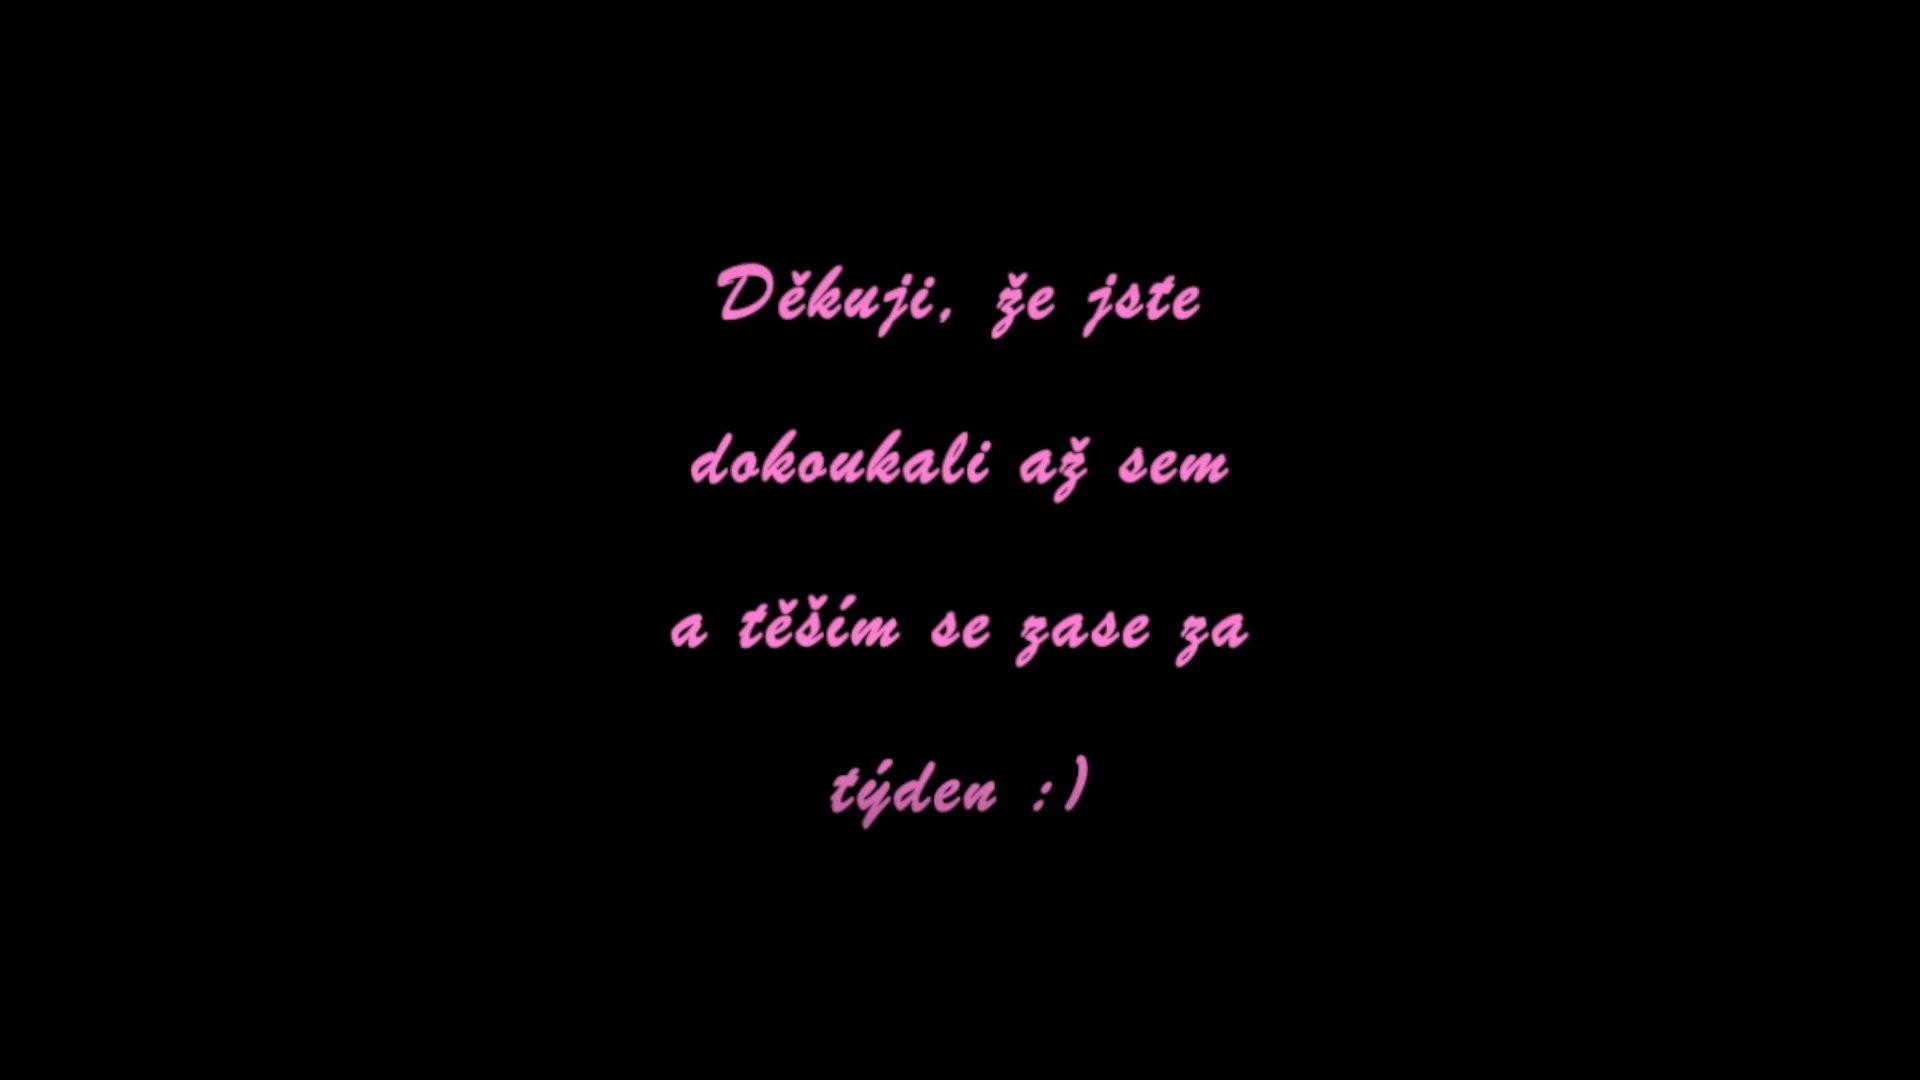 Děkuji, že jste
dokoukali až sem
a těším se zase za
týden :)